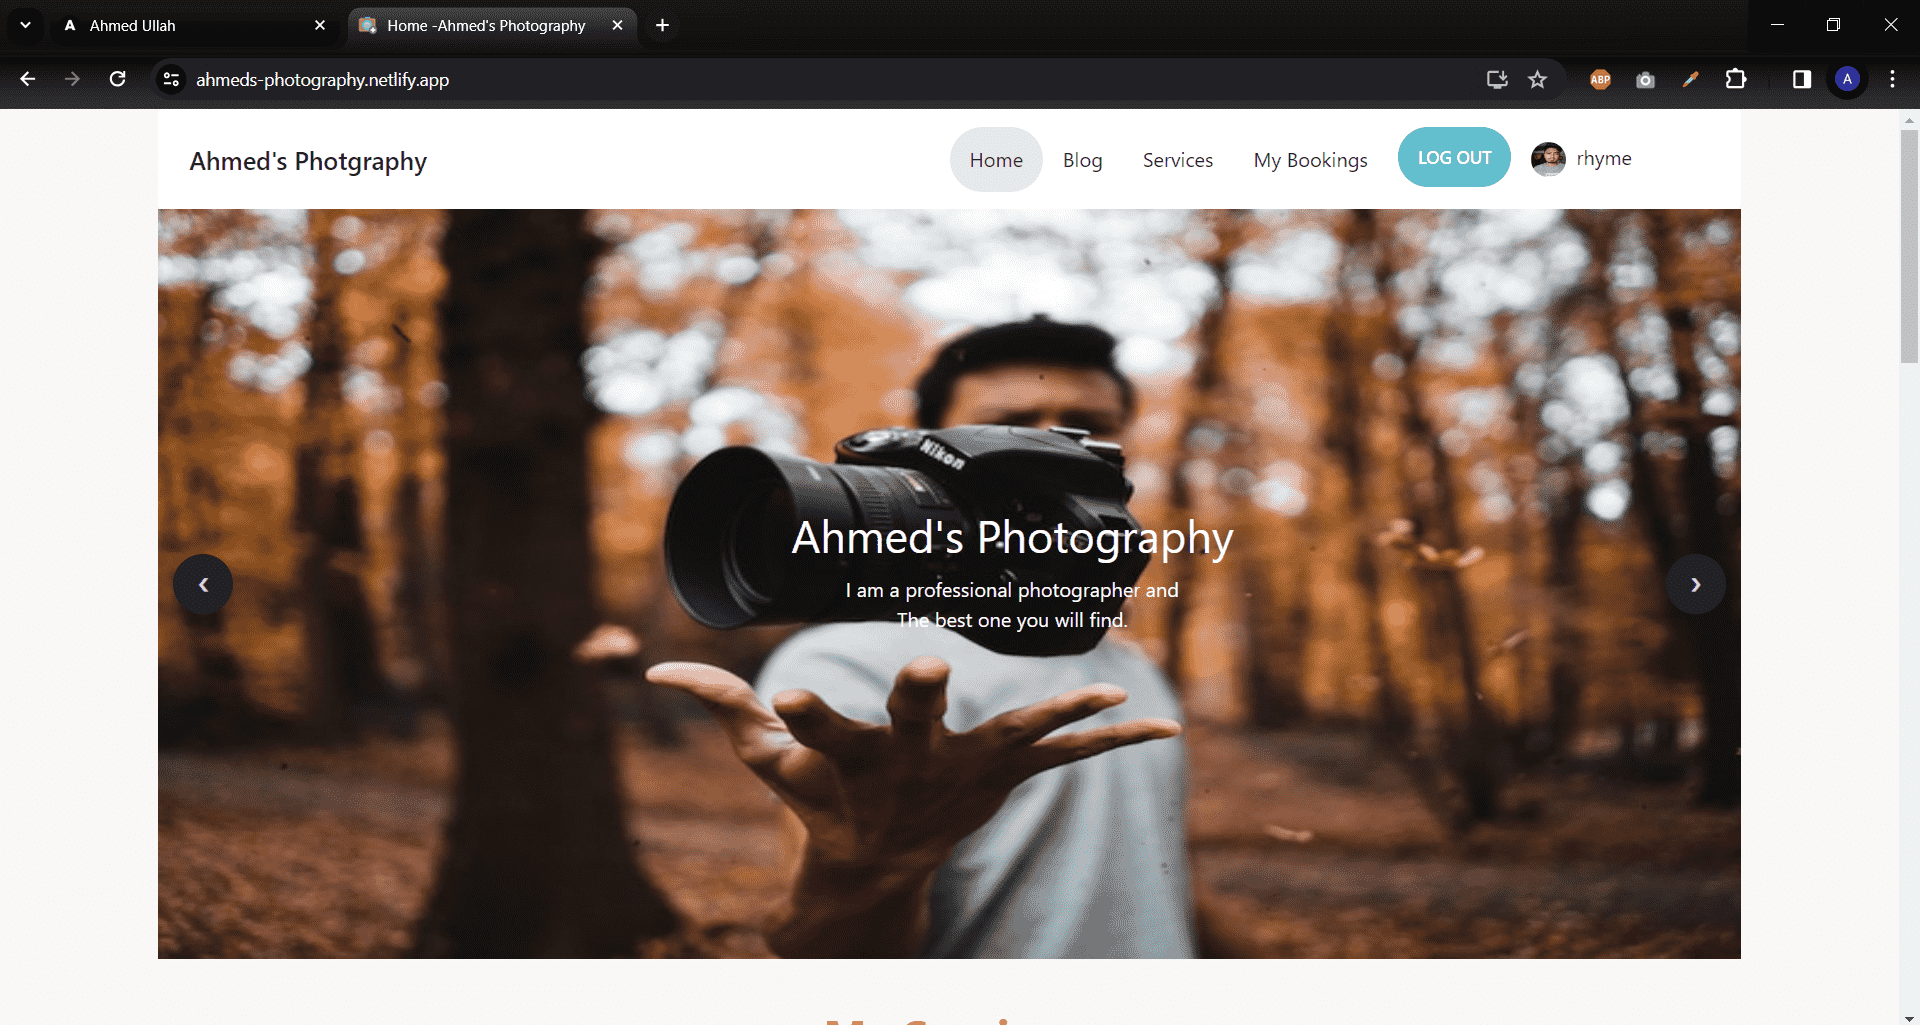 Ahmed Ullah
Home -Ahmed's Photography
ahmeds-photography.netlify.app
ABP
A
Ahmed's Photgraphy
Home
Blog
Services
My Bookings
LOG OUT
rhyme
Nikon
Ahmed's Photography
I am a professional photographer and
The best one you will find.